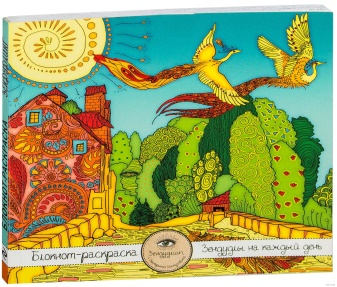 Блокнот-раскраска
Зендудлы на каждый день